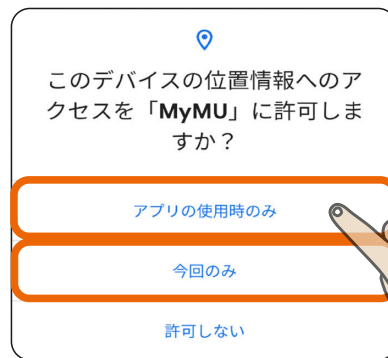 このデバイスの位置情報へのア
クセスを「MyMU」に許可しま
すか？
アプリの使用時のみ
今回のみ
許可しない